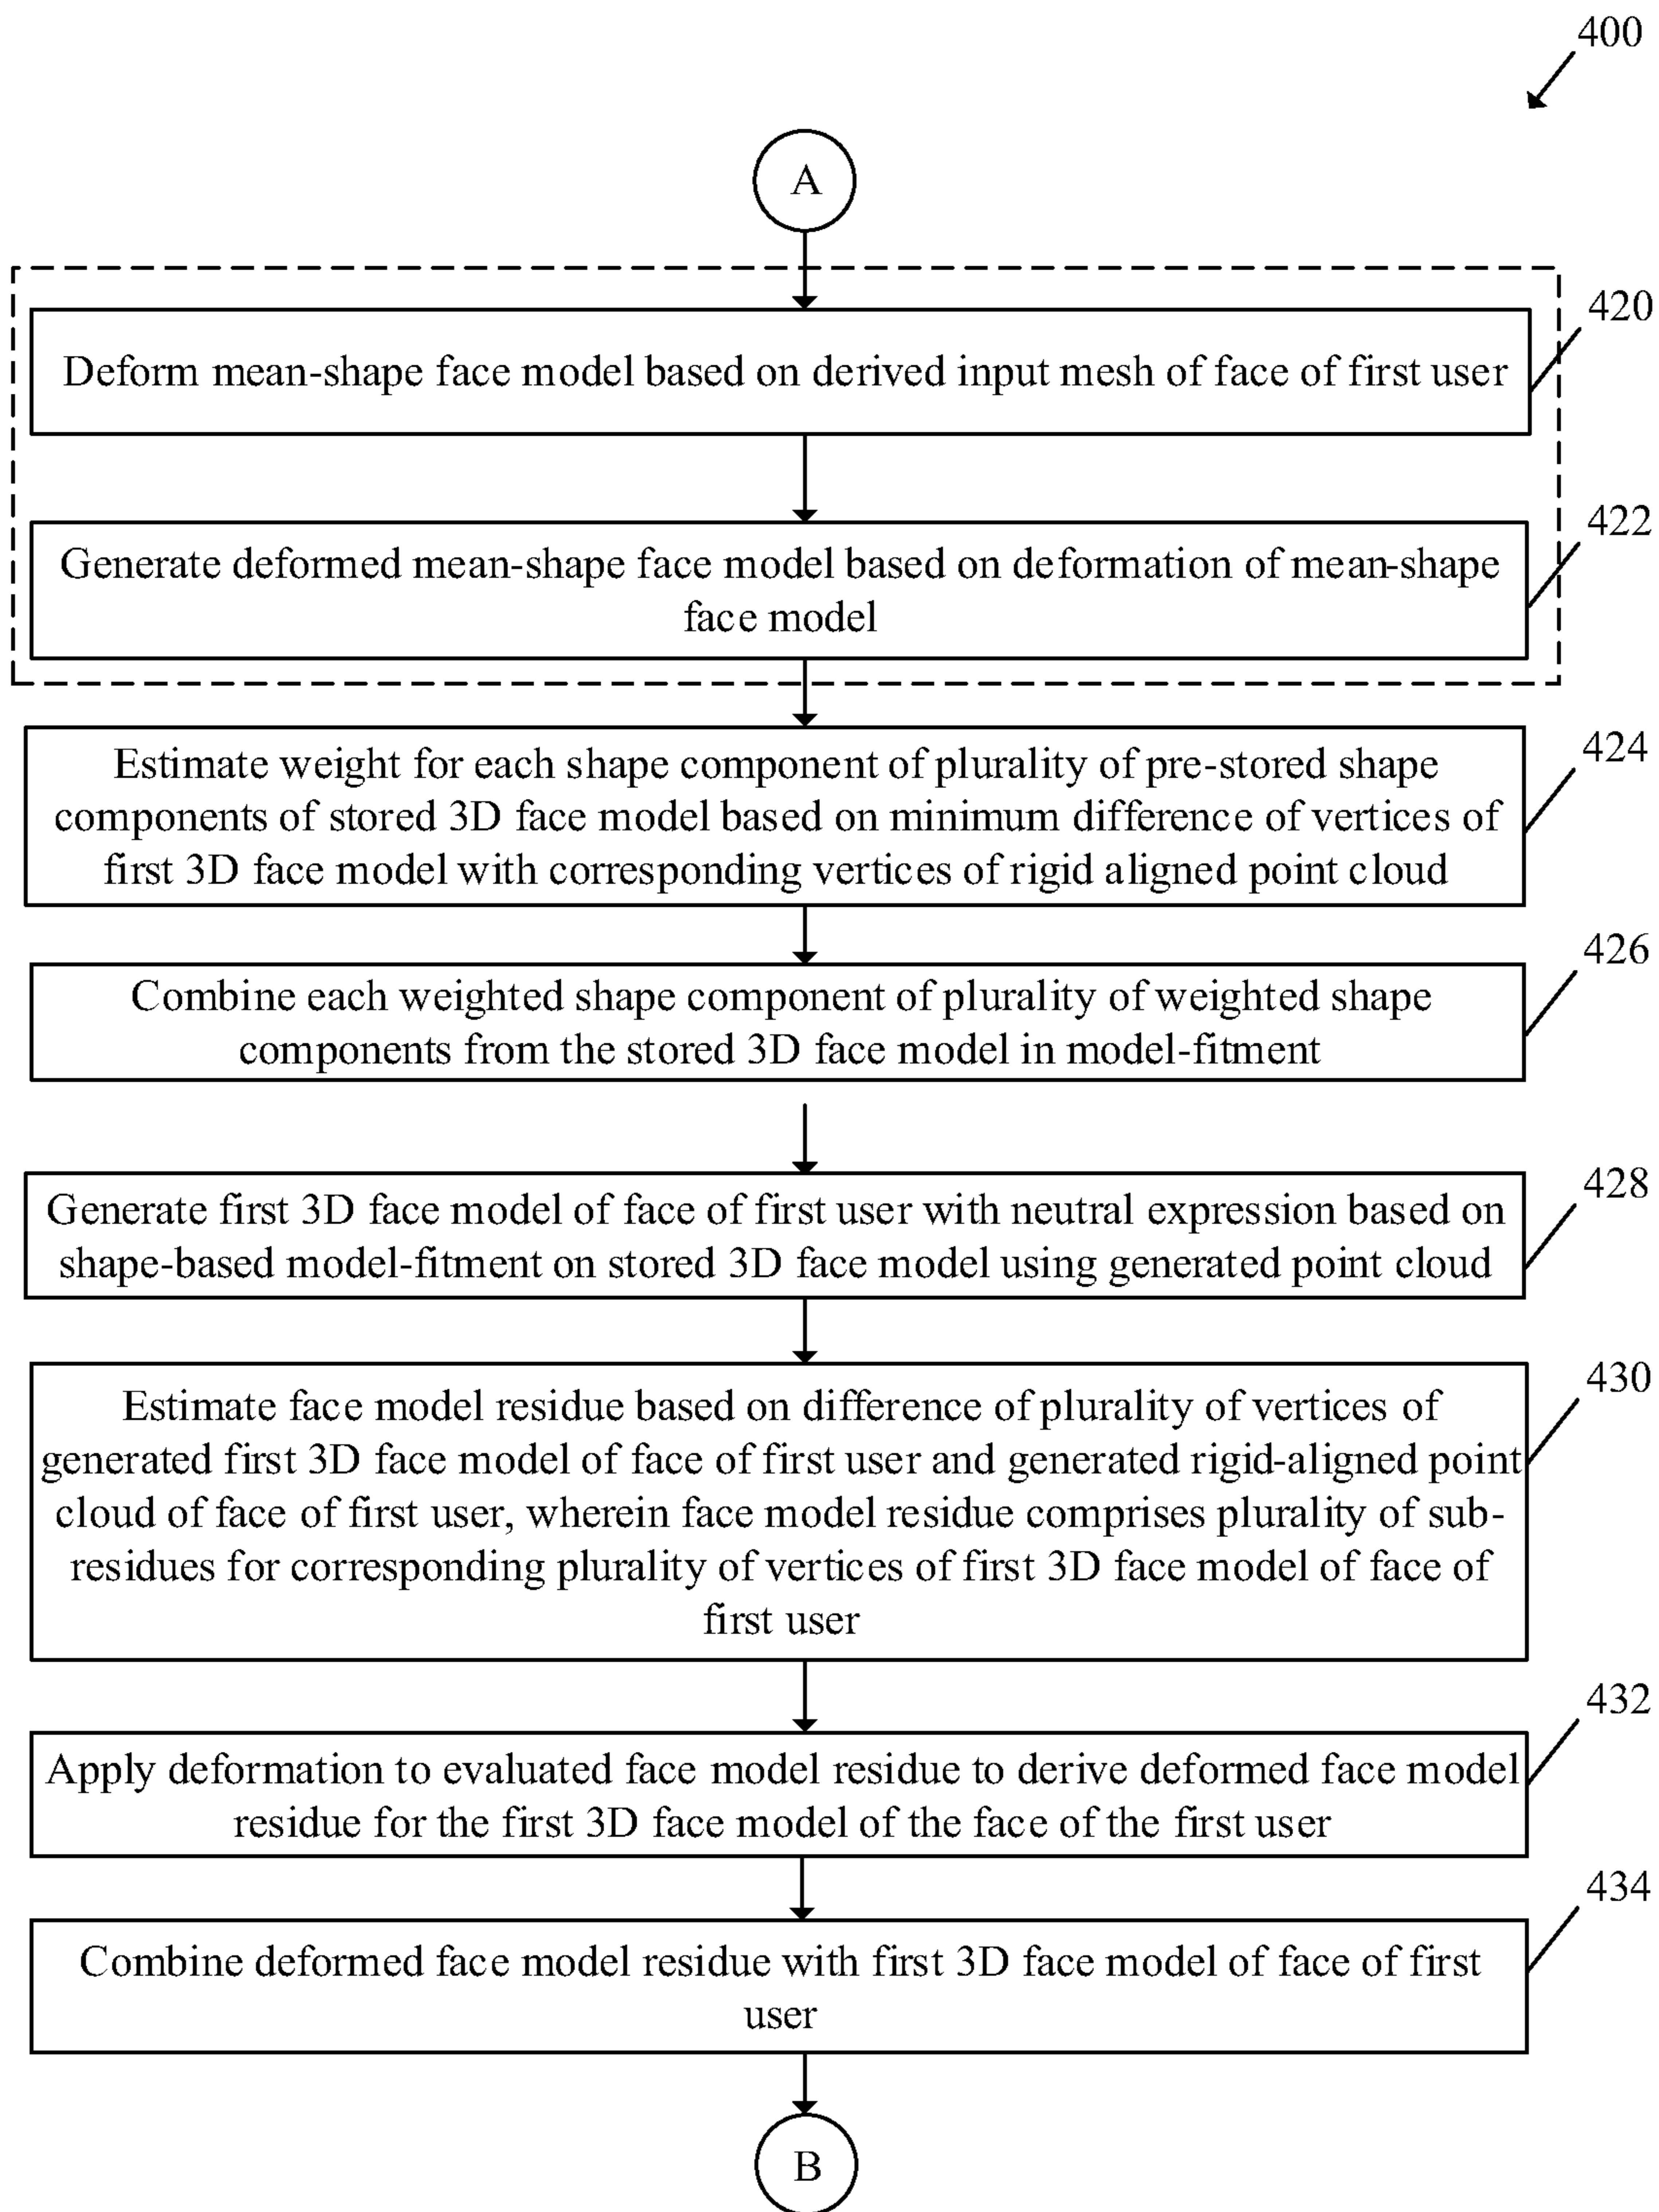 400
A
420
Deform mean-shape face model based on derived input mesh of face of first user
422
Generate deformed mean-shape face model based on deformation of mean-shape
face model
424
Estimate weight for each shape component of plurality of pre-stored shape
components of stored 3D face model based on minimum difference of vertices of
first 3D face model with corresponding vertices of rigid aligned point cloud
426
Combine each weighted shape component of plurality of weighted shape
components from the stored 3D face model in model-fitment
428
Generate first 3D face model of face of first user with neutral expression based on
shape-based model-fitment on stored 3D face model using generated point cloud
430
Estimate face model residue based on difference of plurality of vertices of
generated first 3D face model of face of first user and generated rigid-aligned point
cloud of face of first user, wherein face model residue comprises plurality of sub-
residues for corresponding plurality of vertices of first 3D face model of face of
first user
432
Apply deformation to evaluated face model residue to derive deformed face model
residue for the first 3D face model of the face of the first user
434
Combine deformed face model residue with first 3D face model of face of first
user
B